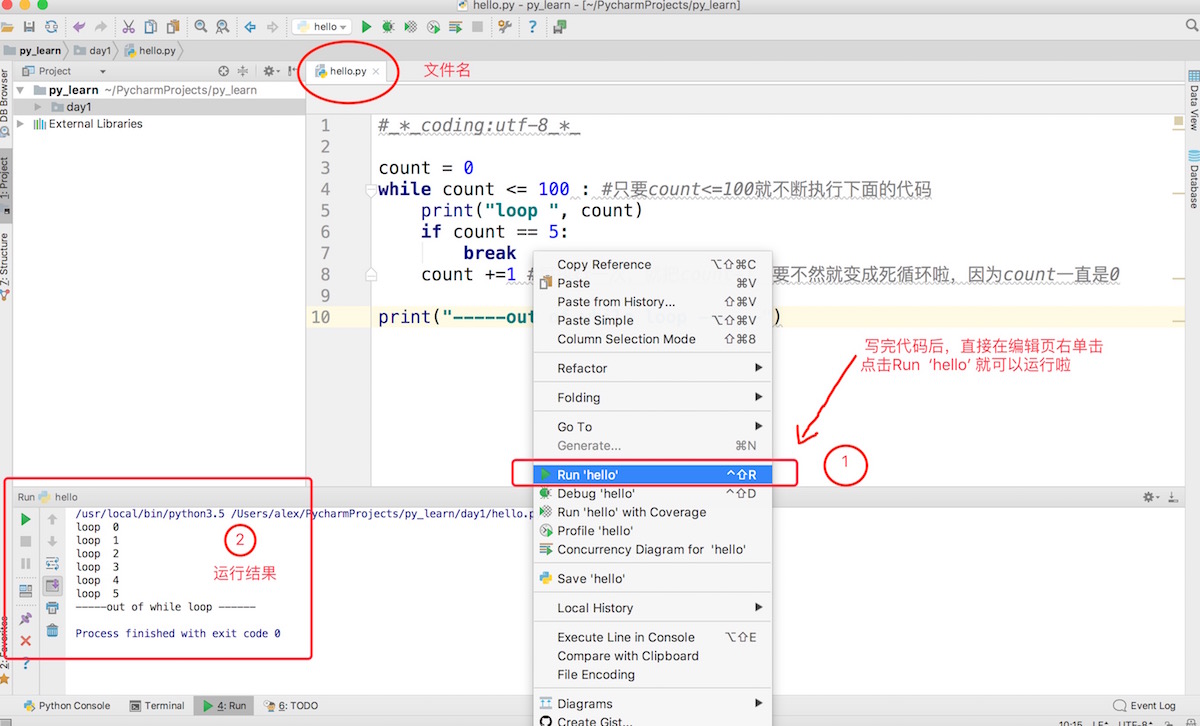 hello.py - py_learn - [~/PycharmProjects/py_learn]
hello
py_learn day1 hello.py
Project
hello.py
文件名
DB Browser
1: Project
Z: Structure
2: Favorites
Data View
Database
py_learn ~/PycharmProjects/py_learn
day1
External Libraries
1 #_*_coding:utf-8_*_
2
3 count = 0
4 while count <= 100 : #只要count<=100就不断执行下面的代码
5 print("loop ", count)
6 if count == 5:
7 break
8 count +=1 # 要不然就变成死循环啦,因为count一直是0
9
10 print("-----out loop ")
写完代码后,直接在编辑页右单击
点击Run 'hello' 就可以运行啦
1
Copy Reference ⌥⇧⌘C
Paste ⌘V
Paste from History... ⇧⌘V
Paste Simple ⌥⇧⌘V
Column Selection Mode ⇧⌘8
Refactor
Folding
Go To
Generate... ⌘N
Run 'hello' ^⇧R
Debug 'hello' ^⇧D
Run 'hello' with Coverage
Profile 'hello'
Concurrency Diagram for 'hello'
Save 'hello'
Local History
Execute Line in Console ⌥⇧E
Compare with Clipboard
File Encoding
Diagrams
Create Gist...
Run hello
/usr/local/bin/python3.5 /Users/alex/PycharmProjects/py_learn/day1/hello.p
loop 0
loop 1
loop 2
loop 3
loop 4
loop 5
-----out of while loop ------
Process finished with exit code 0
2
运行结果
Python Console Terminal 4: Run 6: TODO Event Log
10:15 LF UTF-8